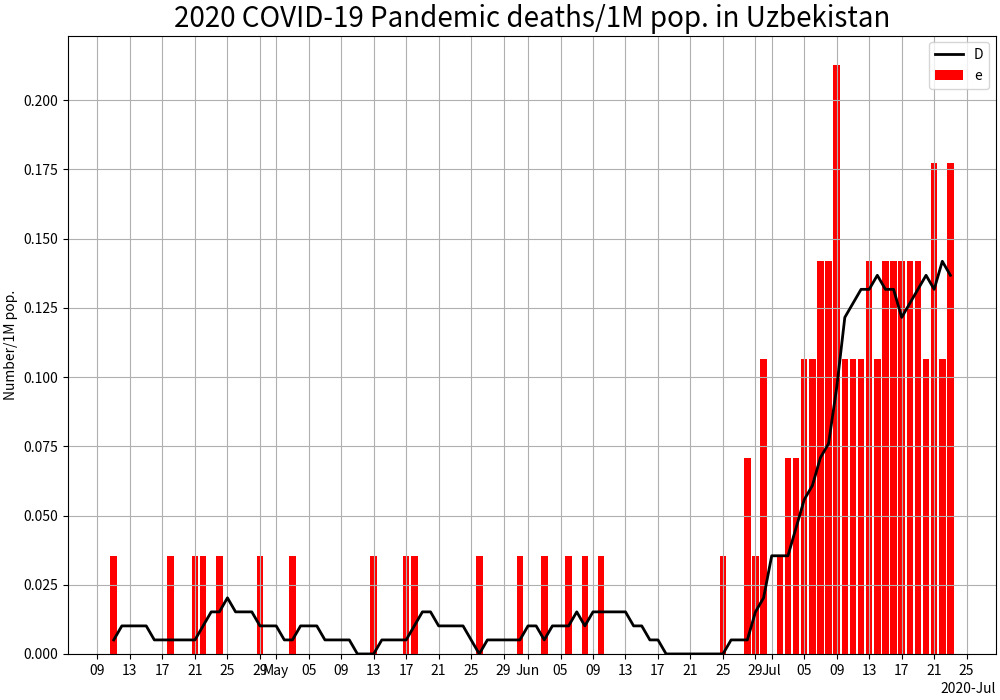 2020 COVID-19 Pandemic deaths/1M pop. in Uzbekistan
D
e
Number/1M pop.
0.200
0.175
0.150
0.125
0.100
0.075
0.050
0.025
0.000
09 13 17 21 25 29 May 05 09 13 17 21 25 29 Jun 05 09 13 17 21 25 29 Jul 05 09 13 17 21 25
2020-Jul